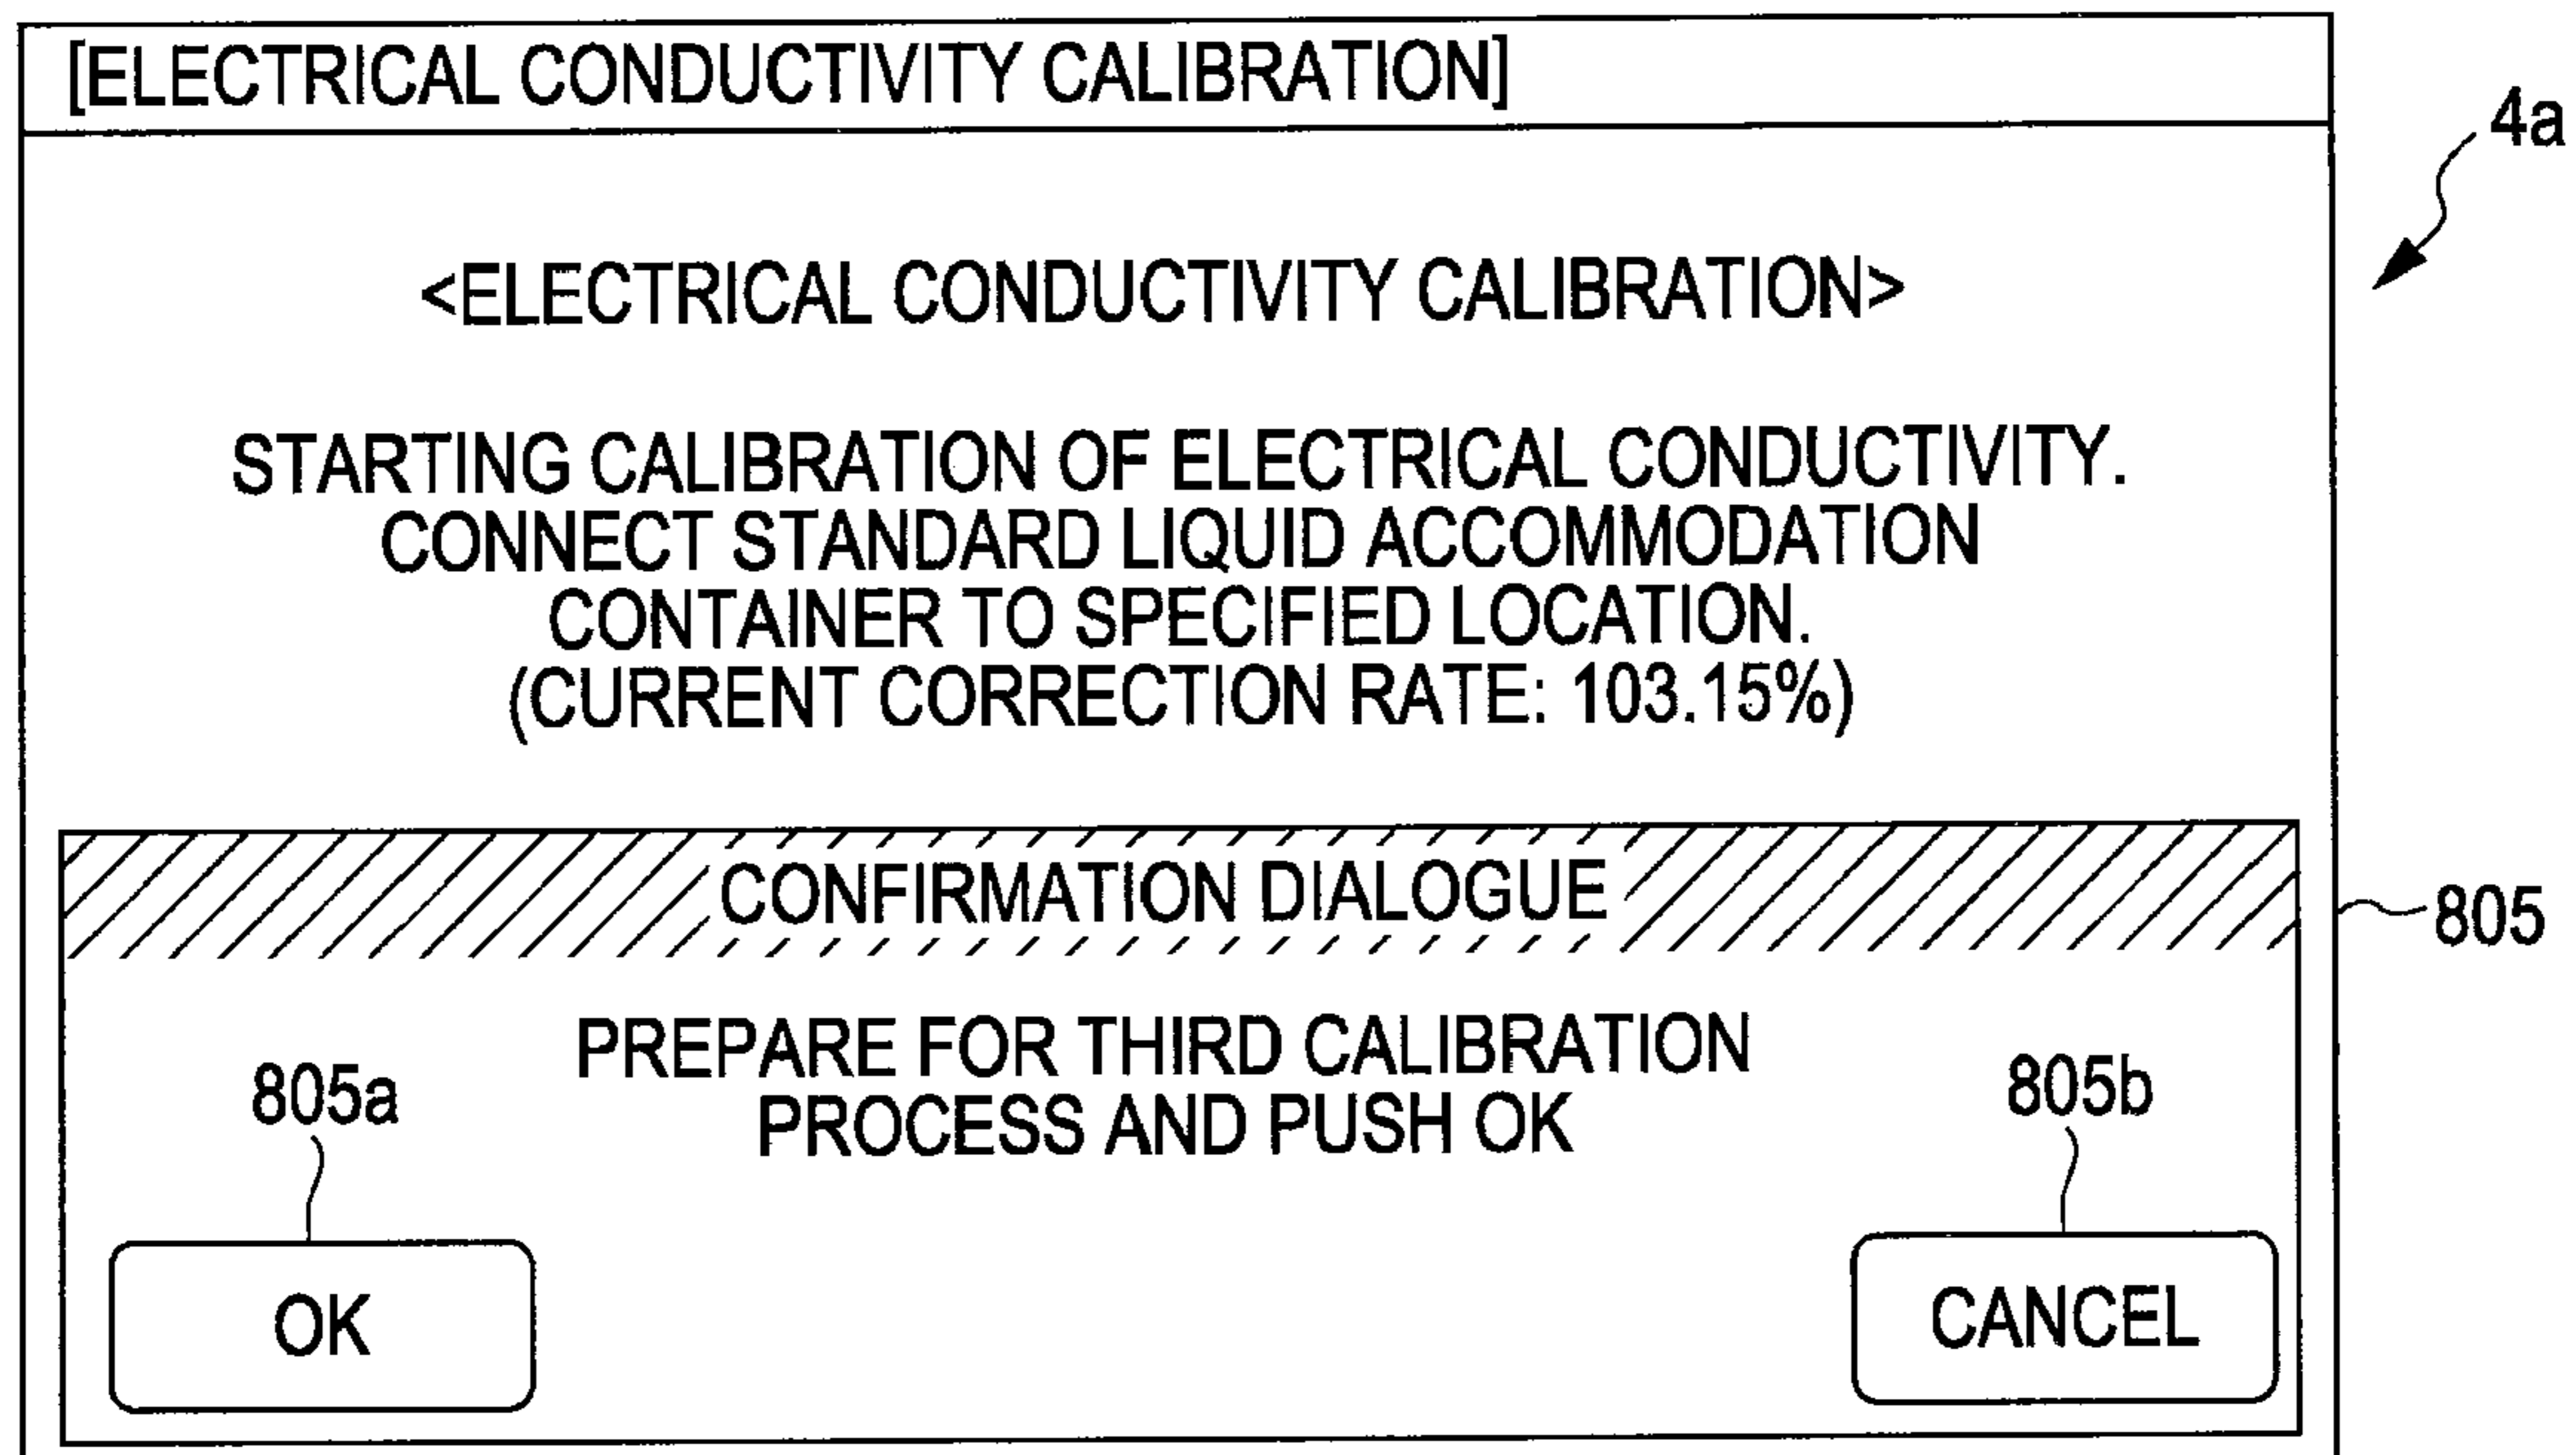 [ELECTRICAL CONDUCTIVITY CALIBRATION]
4a
<ELECTRICAL CONDUCTIVITY CALIBRATION>
STARTING CALIBRATION OF ELECTRICAL CONDUCTIVITY.
CONNECT STANDARD LIQUID ACCOMMODATION
CONTAINER TO SPECIFIED LOCATION.
(CURRENT CORRECTION RATE: 103.15%)
CONFIRMATION DIALOGUE
805
PREPARE FOR THIRD CALIBRATION
PROCESS AND PUSH OK
805a
805b
OK
CANCEL